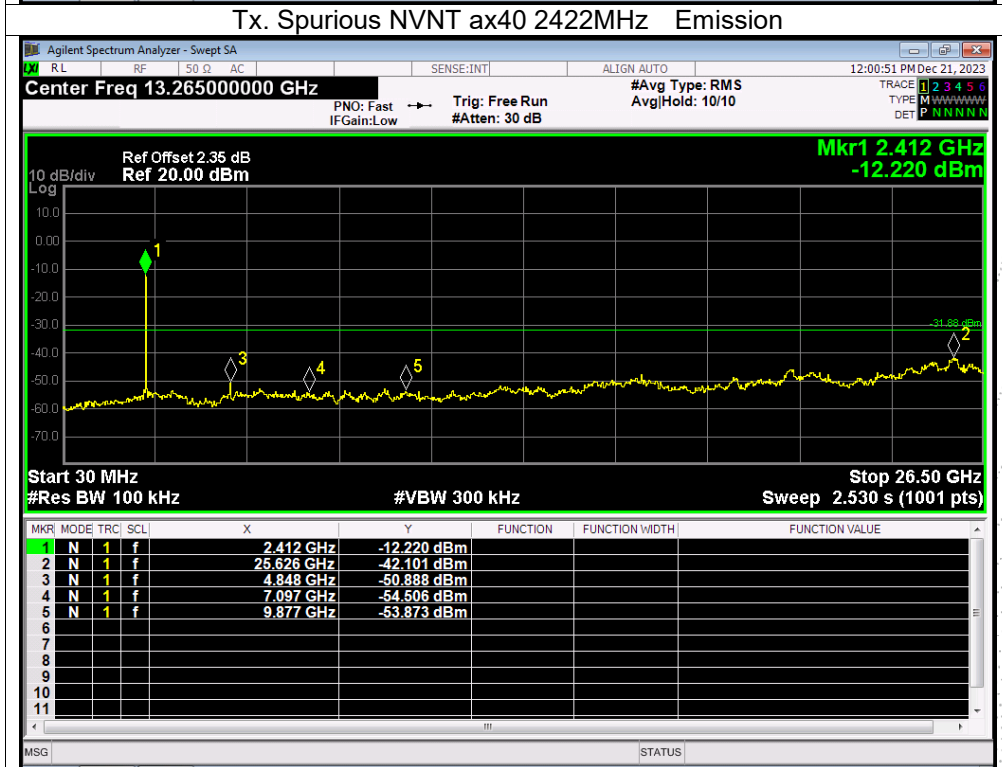 Tx. Spurious NVNT ax40 2422MHz Emission
Agilent Spectrum Analyzer - Swept SA
LXI RL RF 50 Ω AC SENSE:INT ALIGN AUTO 12:00:51 PM Dec 21, 2023
Center Freq 13.265000000 GHz #Avg Type: RMS TRACE 1 2 3 4 5 6
PNO: Fast Trig: Free Run Avg|Hold: 10/10 TYPE M WWWWW
IFGain:Low #Atten: 30 dB DET P N N N N N
Mkr1 2.412 GHz
-12.220 dBm
Ref Offset 2.35 dB
10 dB/div Ref 20.00 dBm
Log
10.0
0.00
1
-10.0
-20.0
-30.0
-31.88 dBm
2
-40.0
3
4
5
-50.0
-60.0
-70.0
Start 30 MHz Stop 26.50 GHz
#Res BW 100 kHz #VBW 300 kHz Sweep 2.530 s (1001 pts)
MKR MODE TRC SCL X Y FUNCTION FUNCTION WIDTH FUNCTION VALUE
1 N 1 f 2.412 GHz -12.220 dBm
2 N 1 f 25.626 GHz -42.101 dBm
3 N 1 f 4.848 GHz -50.888 dBm
4 N 1 f 7.097 GHz -54.506 dBm
5 N 1 f 9.877 GHz -53.873 dBm
6
7
8
9
10
11
MSG STATUS